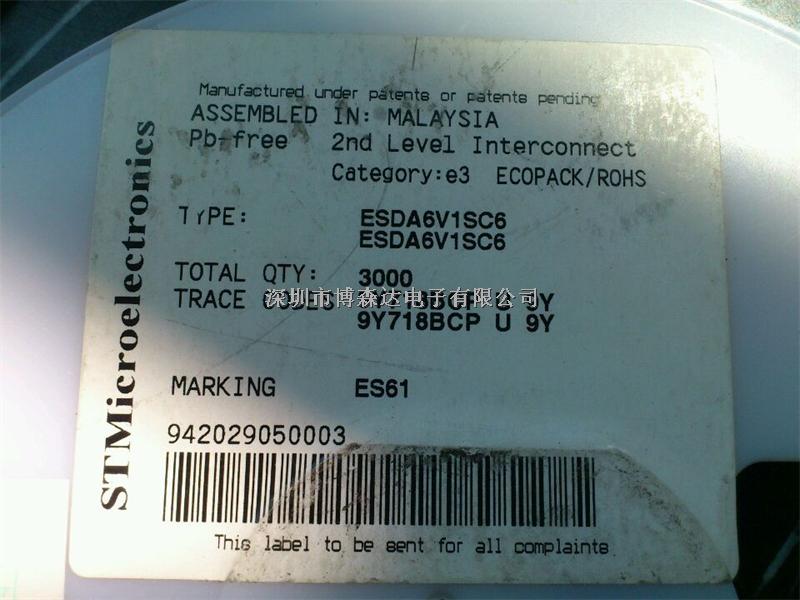 Manufactured under patents or patents pending
ASSEMBLED IN: MALAYSIA
Pb-free 2nd Level Interconnect
Category:e3 ECOPACK/ROHS
STMicroelectronics
TYPE: ESDA6V1SC6
ESDA6V1SC6
TOTAL QTY: 3000
TRACE CODES
深圳市博森达电子有限公司
9Y718BCP U 9Y
MARKING ES61
942029050003
This label to be sent for all complaints